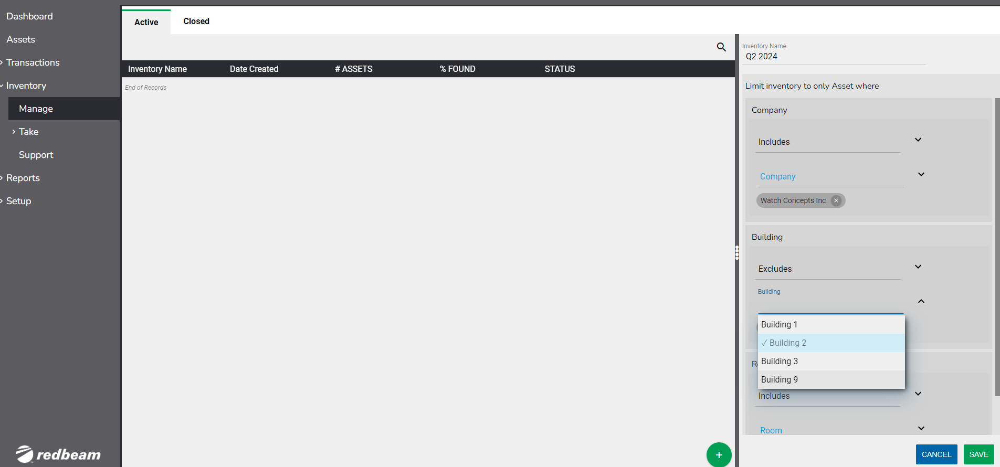 Dashboard
Assets
Transactions
Inventory
Manage
Take
Support
Reports
Setup
redbeam
Active
Closed
Inventory Name
Date Created
# ASSETS
% FOUND
STATUS
End of Records
Inventory Name
Q2 2024
Limit inventory to only Asset where
Company
Includes
Company
Watch Concepts Inc.
Building
Excludes
Building
Building 1
✓ Building 2
Building 3
Building 9
Includes
Room
CANCEL
SAVE